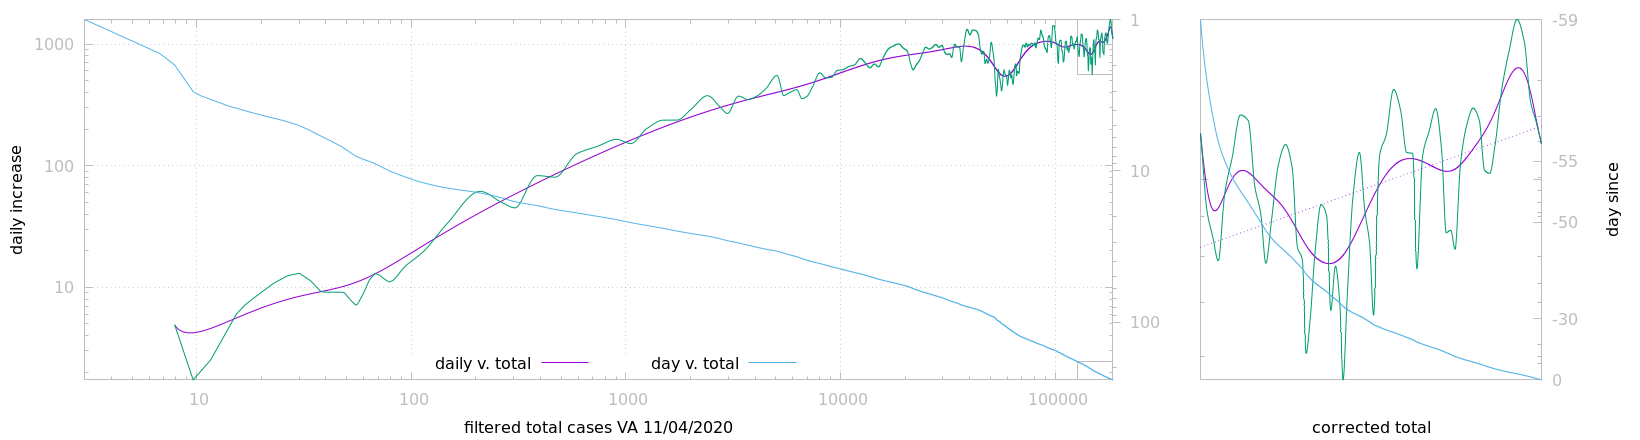 1000
100
10
daily increase
10
100
1000
10000
100000
filtered total cases VA 11/04/2020
daily v. total
day v. total
1
10
100
-59
-55
-50
-30
0
day since
corrected total